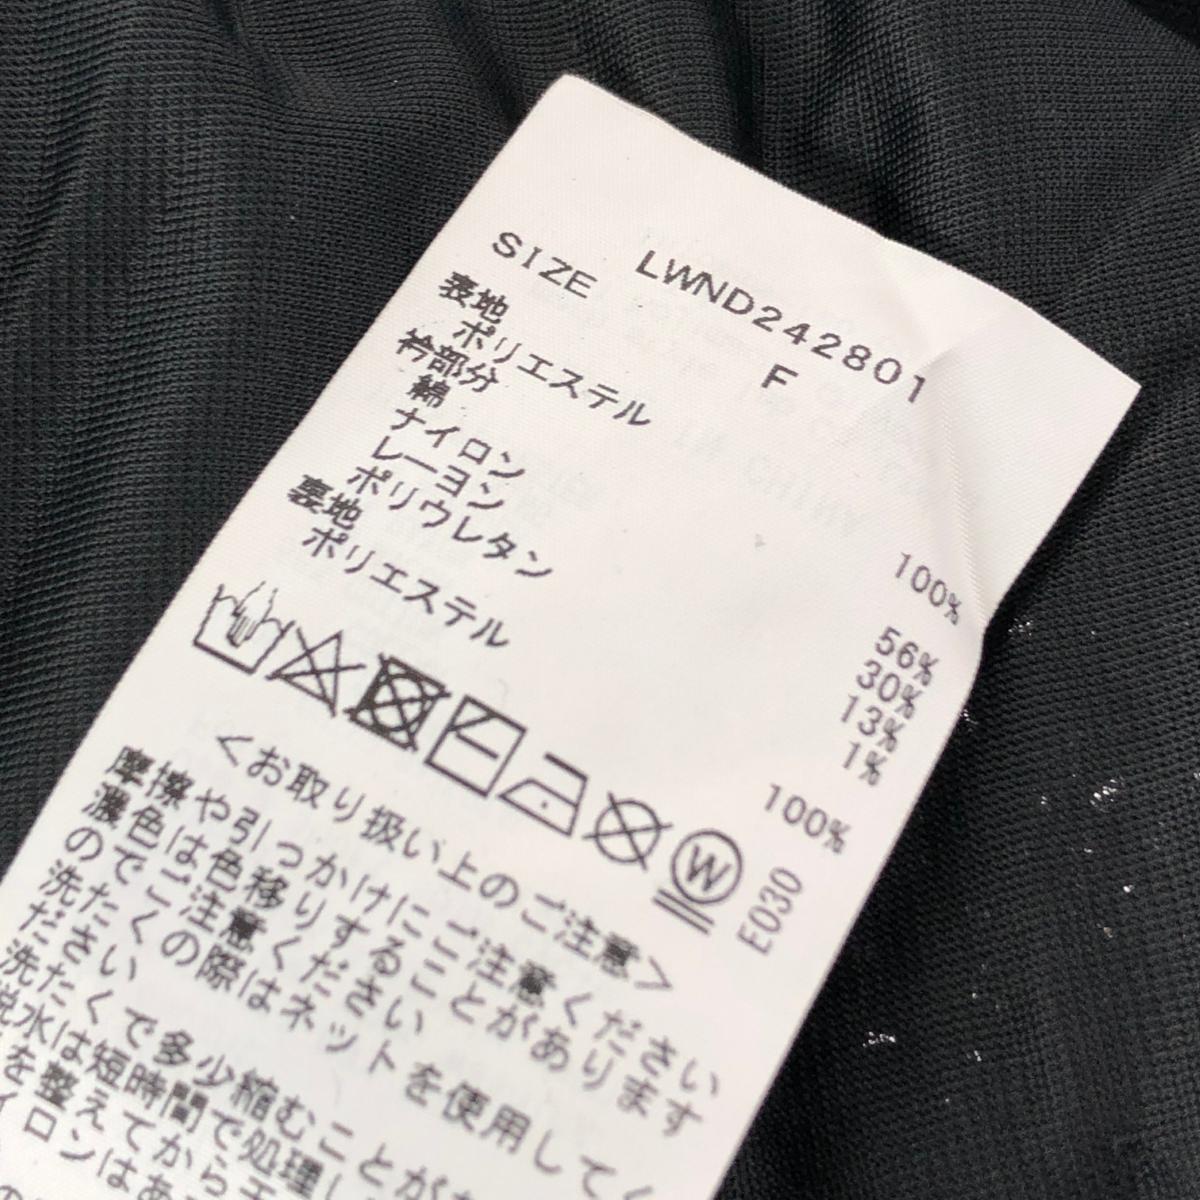 LWND242801
SIZE F
表地
ポリエステル 100%
衿部分
綿 56%
ナイロン 30%
レーヨン 13%
ポリウレタン 1%
裏地
ポリエステル 100%
W E030
<お取り扱い上のご注意>
摩擦や引っかけにご注意ください
濃色は色移りすることがあります
のでご注意ください
洗たくの際はネットを使用してく
ださい
洗たくで多少縮むことが
脱水は短時間で処理し
を整えてから
イロンはあ